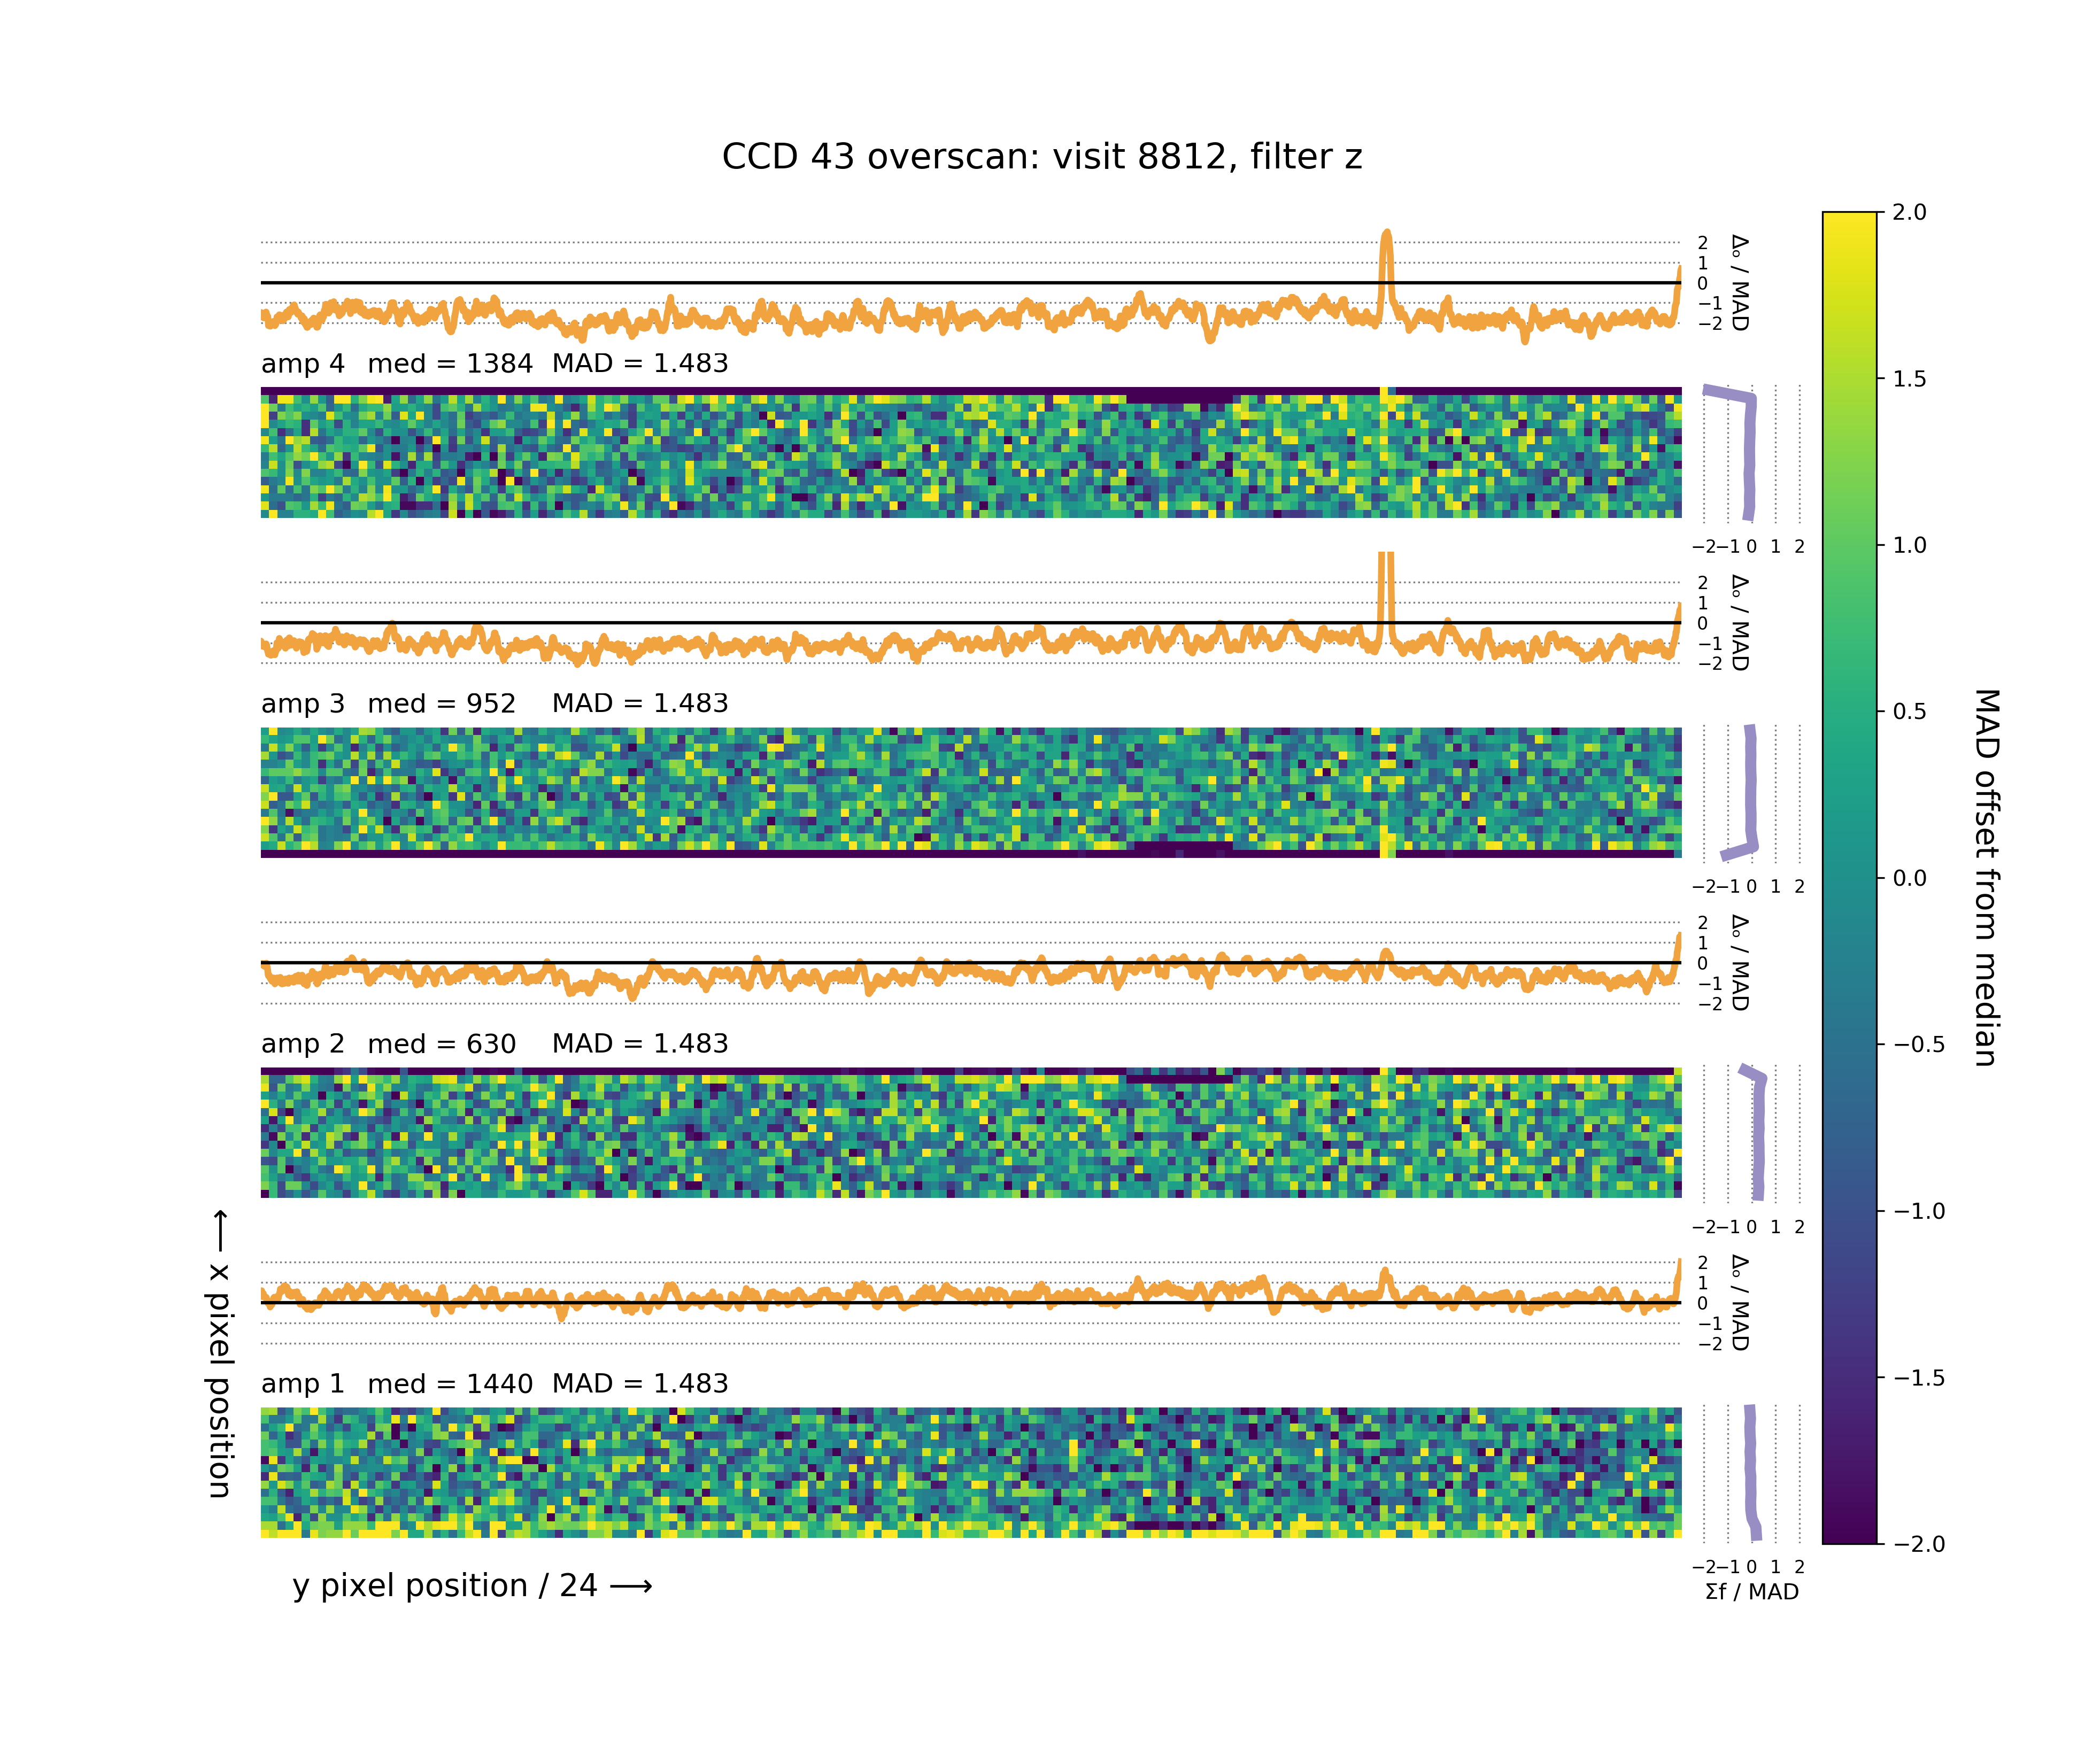 CCD 43 overscan: visit 8812, filter z
2
1
0
−1
−2
Δₒ / MAD
amp 4 med = 1384 MAD = 1.483
−2 −1 0 1 2
2
1
0
−1
−2
Δₒ / MAD
amp 3 med = 952 MAD = 1.483
−2 −1 0 1 2
2
1
0
−1
−2
Δₒ / MAD
amp 2 med = 630 MAD = 1.483
−2 −1 0 1 2
2
1
0
−1
−2
Δₒ / MAD
amp 1 med = 1440 MAD = 1.483
−2 −1 0 1 2
Σf / MAD
⟵ x pixel position
y pixel position / 24 ⟶
2.0
1.5
1.0
0.5
0.0
−0.5
−1.0
−1.5
−2.0
MAD offset from median